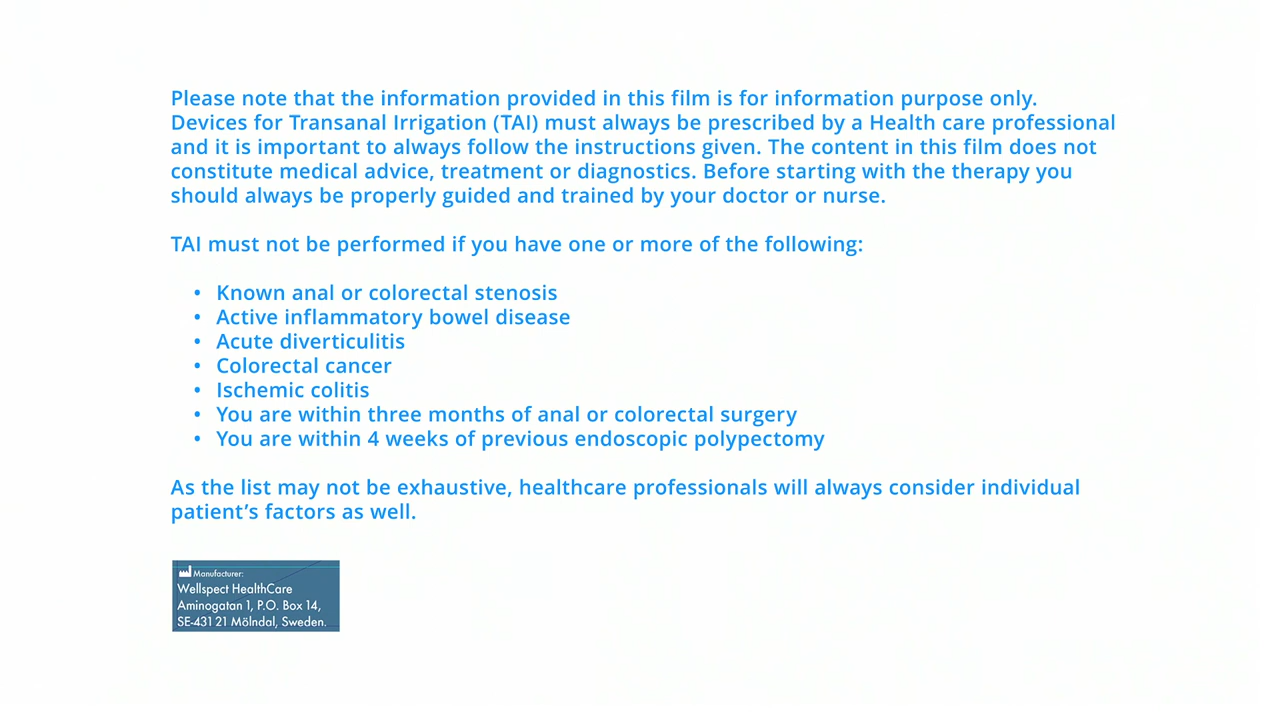 Please note that the information provided in this film is for information purpose only.
Devices for Transanal Irrigation (TAI) must always be prescribed by a Health care professional
and it is important to always follow the instructions given. The content in this film does not
constitute medical advice, treatment or diagnostics. Before starting with the therapy you
should always be properly guided and trained by your doctor or nurse.
TAI must not be performed if you have one or more of the following:
• Known anal or colorectal stenosis
• Active inflammatory bowel disease
• Acute diverticulitis
• Colorectal cancer
• Ischemic colitis
• You are within three months of anal or colorectal surgery
• You are within 4 weeks of previous endoscopic polypectomy
As the list may not be exhaustive, healthcare professionals will always consider individual
patient’s factors as well.
Manufacturer:
Wellspect HealthCare
Aminogatan 1, P.O. Box 14,
SE-431 21 Mölndal, Sweden.